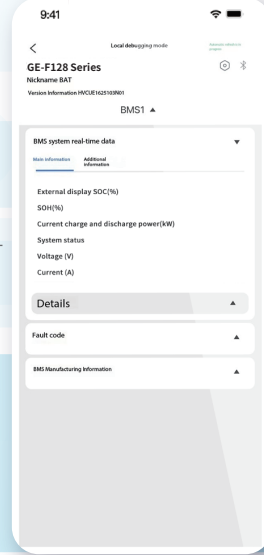 9:41
Local debugging mode
GE-F128 Series
Nickname BAT
Version Information HVCUE1625103N01
BMS1
BMS system real-time data
Main information
Additional
information
External display SOC(%)
SOH(%)
Current charge and discharge power(kW)
System status
Voltage (V)
Current (A)
Details
Fault code
BMS Manufacturing Information